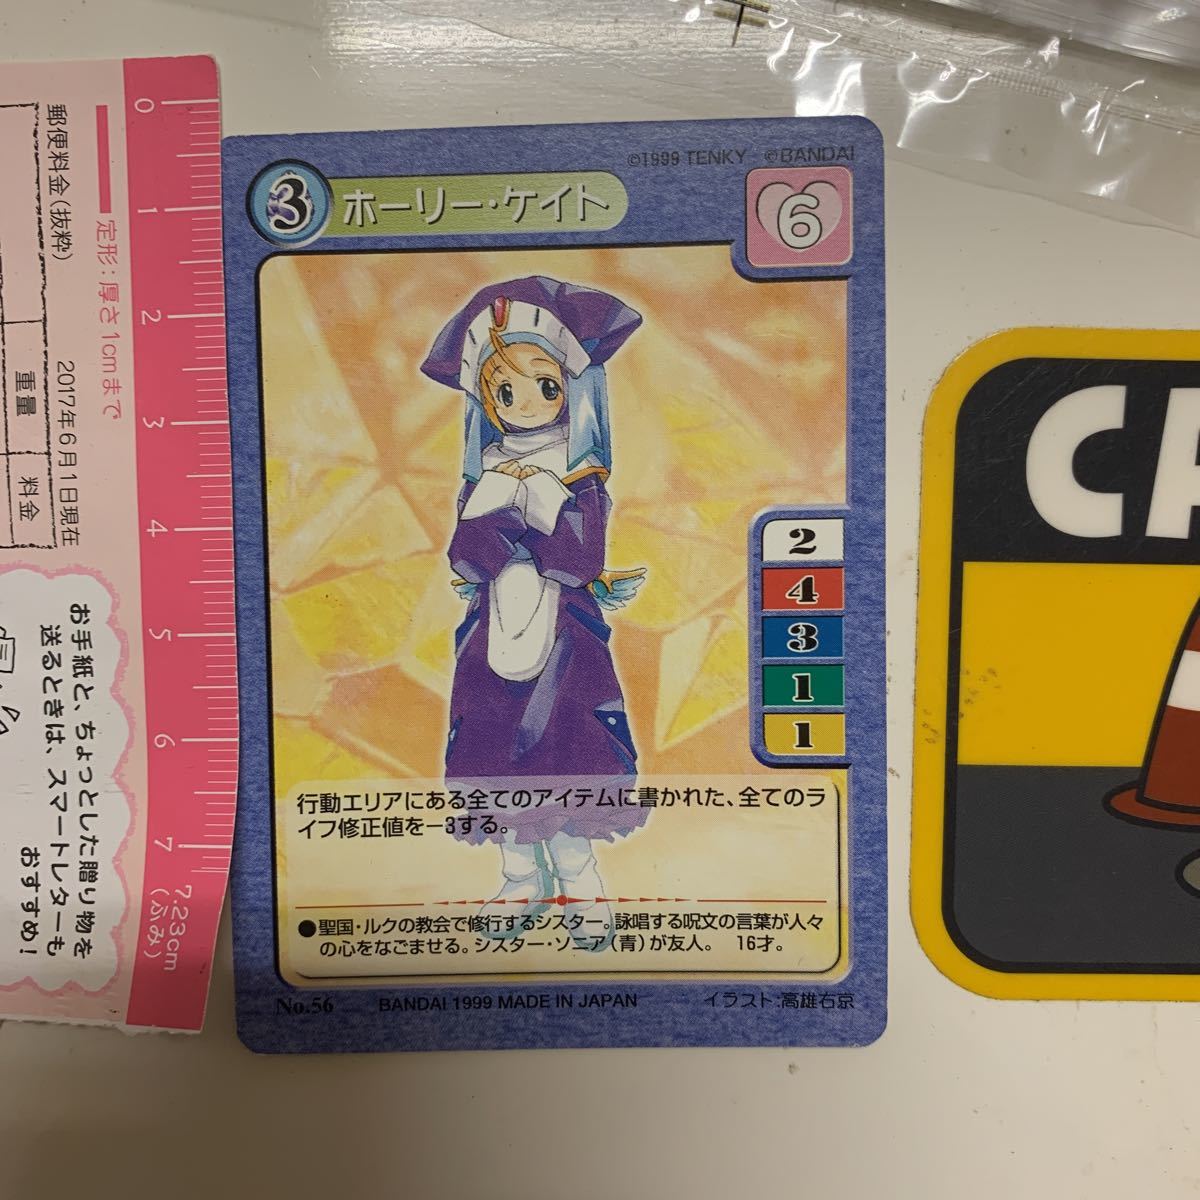 ©1999 TENKY ©BANDAI
3
ホーリー・ケイト
6
2
4
3
1
1
行動エリアにある全てのアイテムに書かれた、全てのラ
イフ修正値を－3する。
●聖国・ルクの教会で修行するシスター。詠唱する呪文の言葉が人々
の心をなごませる。シスター・ソニア（青）が友人。 16才。
No.56 BANDAI 1999 MADE IN JAPAN イラスト:高雄右京
0
1
2
3
4
5
6
7
7.23cm
(ぶみ)
定形:厚さ1cmまで
郵便料金(抜粋)
2017年6月1日現在
重量 料金
お手紙と、ちょっとした贈り物を
送るときは、スマートレターも
おすすめ!